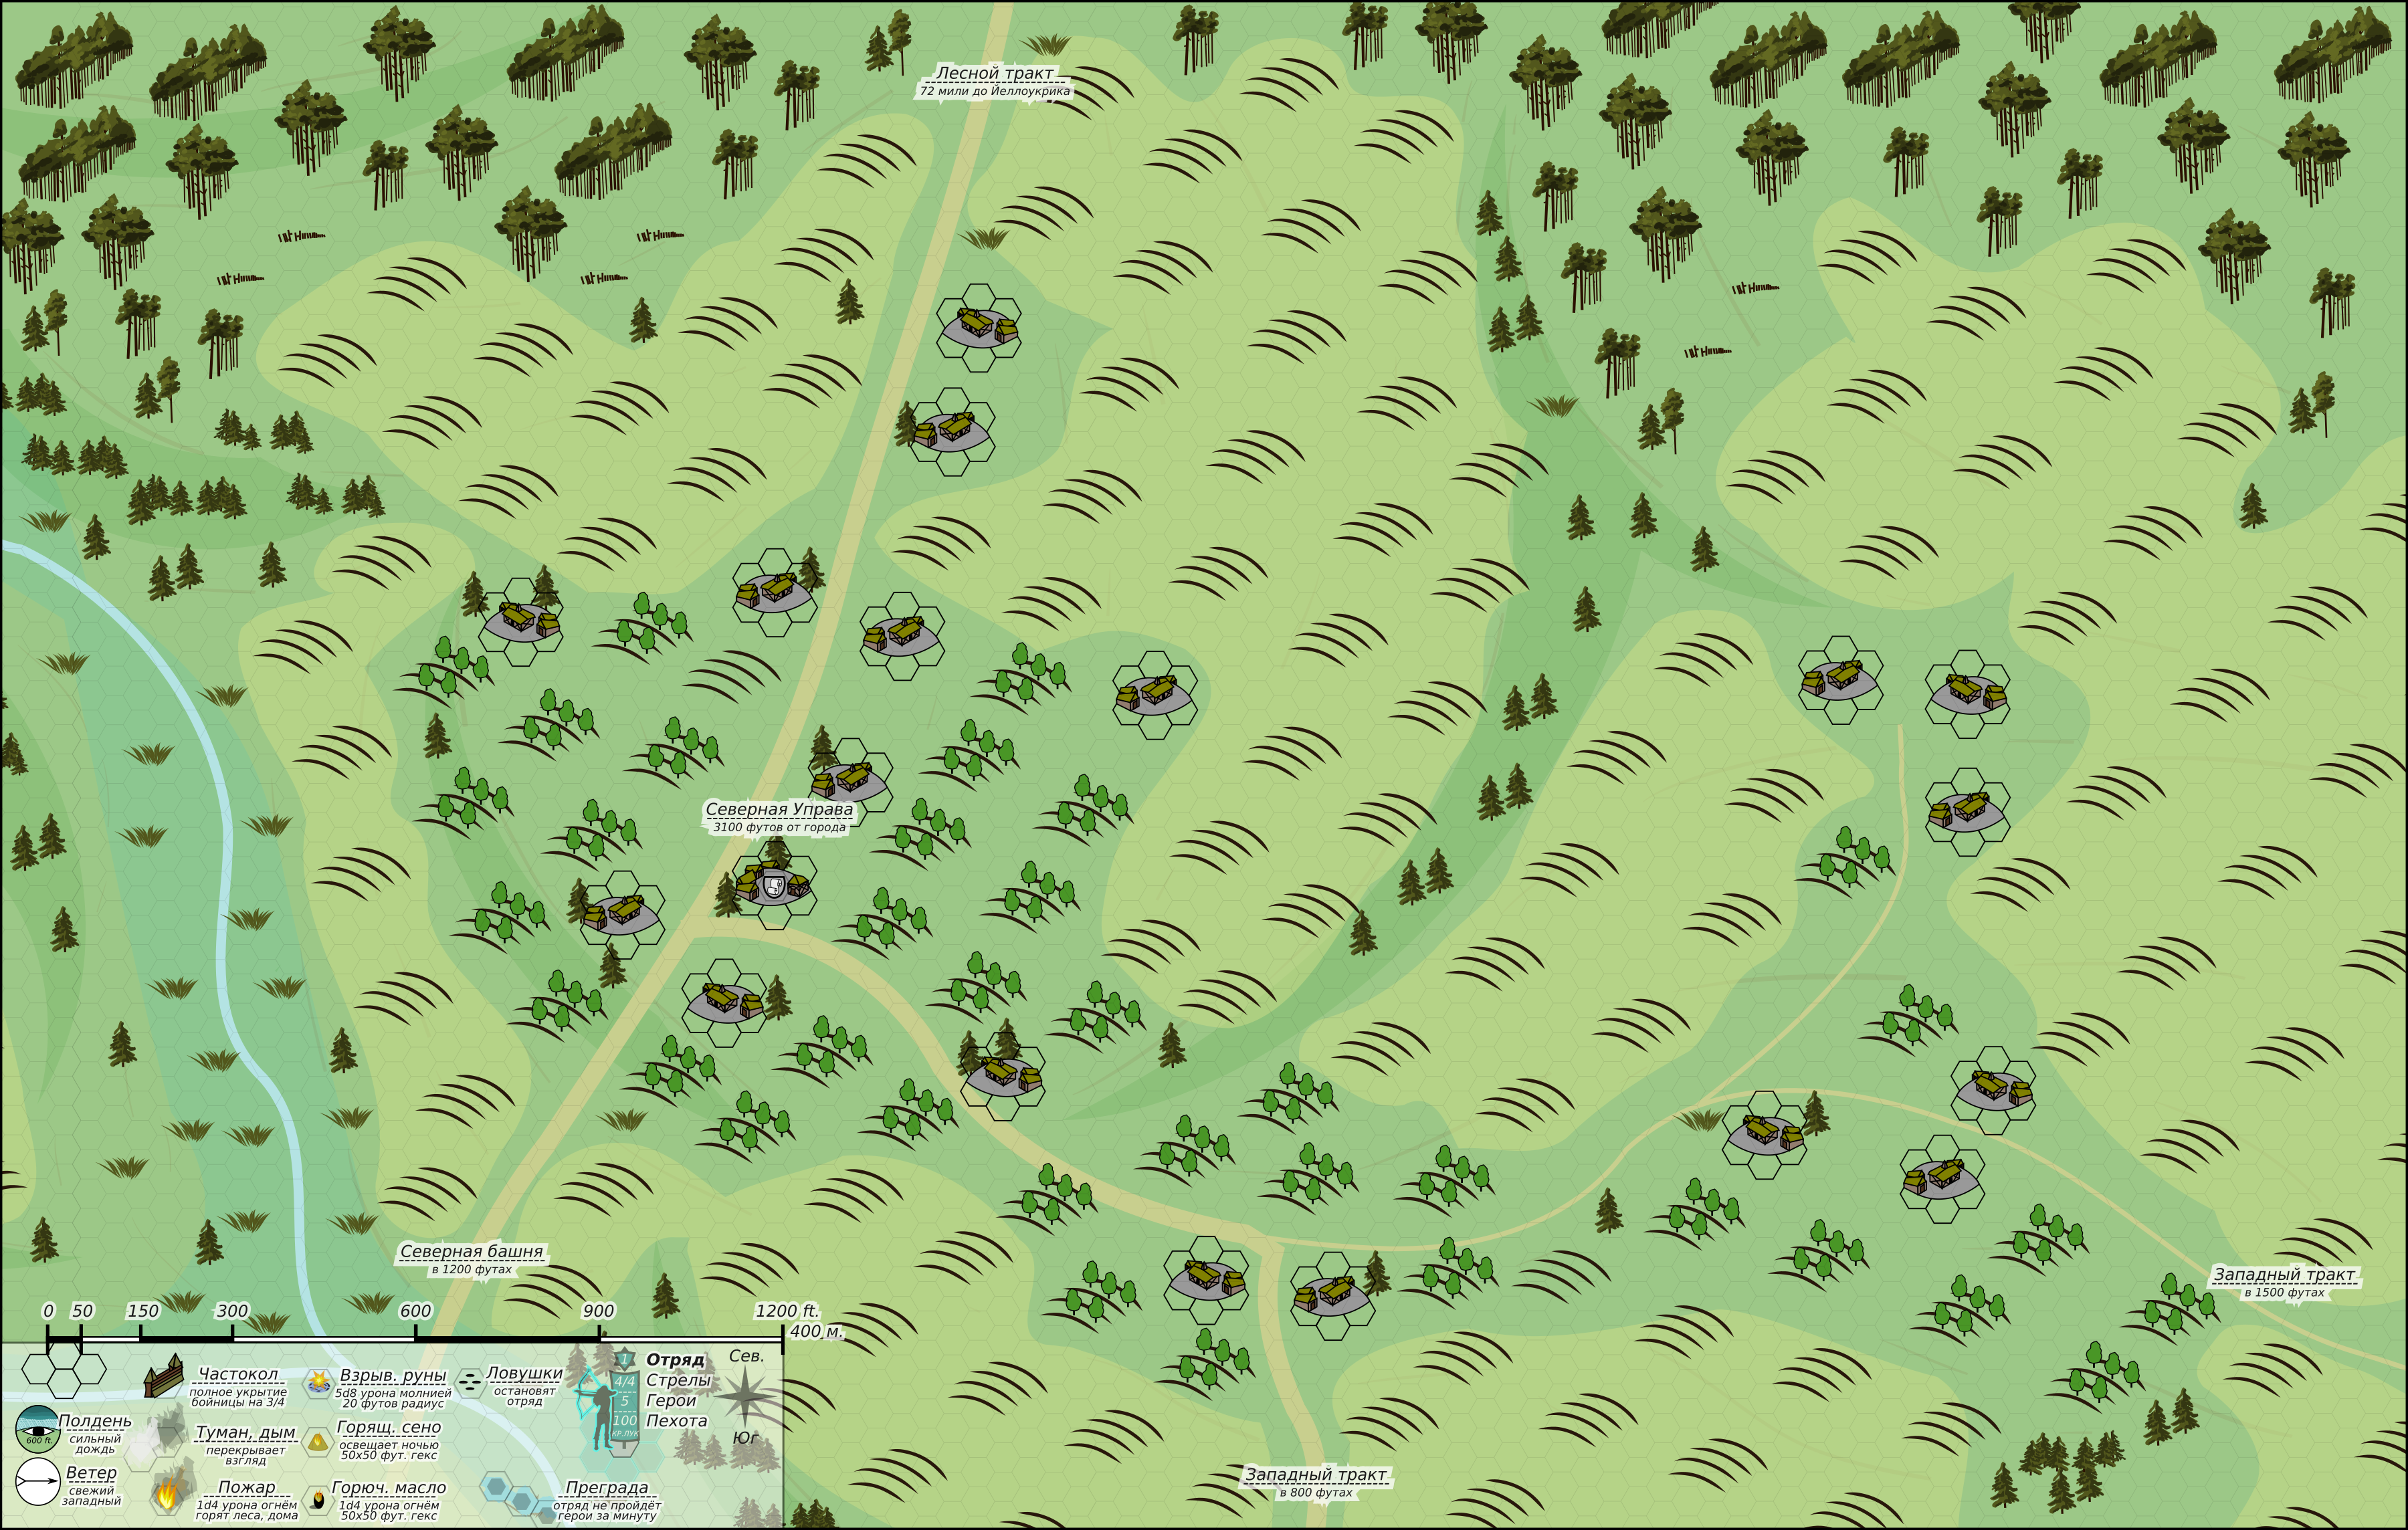 Лесной тракт
72 мили до Йеллоукрика
Северная Управа
3100 футов от города
Северная башня
в 1200 футах
Западный тракт
в 1500 футах
Западный тракт
в 800 футах
0 50 150 300 600 900 1200 ft.
400 м.
Частокол
полное укрытие
бойницы на 3/4
Взрыв. руны
5d8 урона молнией
20 футов радиус
Ловушки
остановят
отряд
1
4/4
5
100
КР.ЛУК
Отряд
Стрелы
Герои
Пехота
Сев.
Юг
600 ft.
Полдень
сильный
дождь
Туман, дым
перекрывает
взгляд
Горящ. сено
освещает ночью
50x50 фут. гекс
Ветер
свежий
западный
Пожар
1d4 урона огнём
горят леса, дома
Горюч. масло
1d4 урона огнём
50x50 фут. гекс
Преграда
отряд не пройдёт
герои за минуту